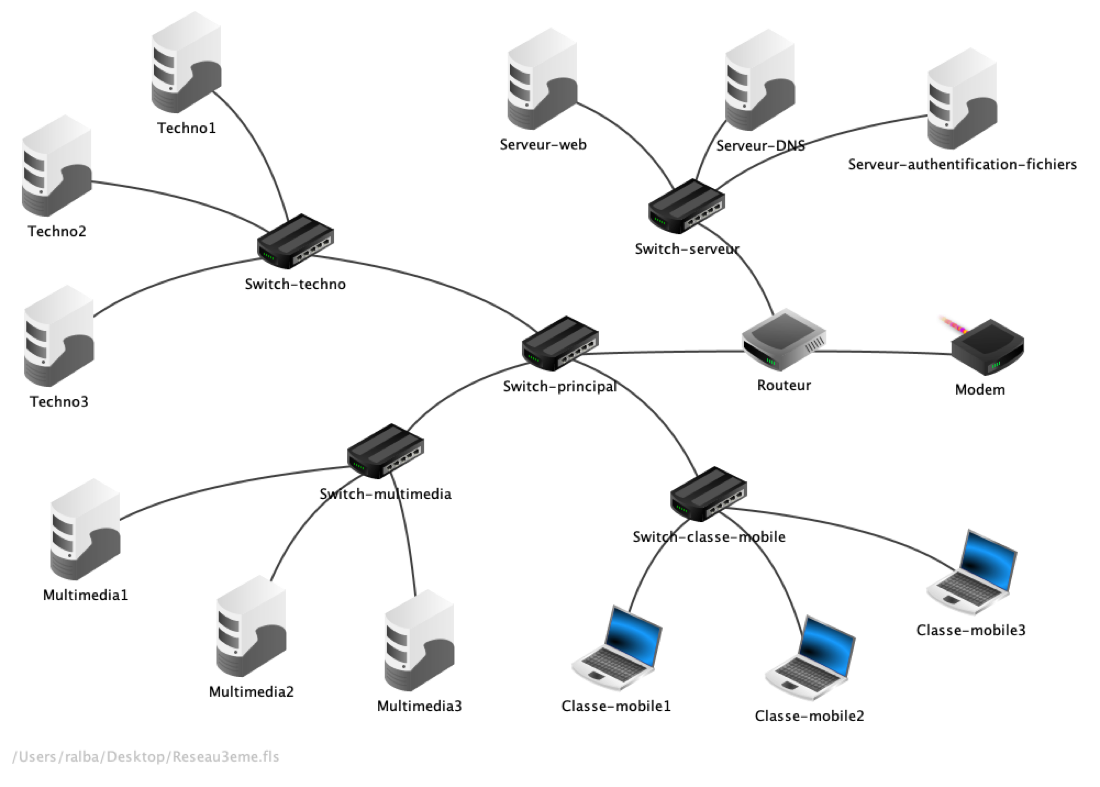 Techno1
Serveur-web
Serveur-DNS
Serveur-authentification-fichiers
Techno2
Switch-serveur
Switch-techno
Techno3
Switch-principal
Routeur
Modem
Switch-multimedia
Switch-classe-mobile
Multimedia1
Classe-mobile3
Multimedia2
Multimedia3
Classe-mobile1
Classe-mobile2
/Users/ralba/Desktop/Reseau3eme.fls